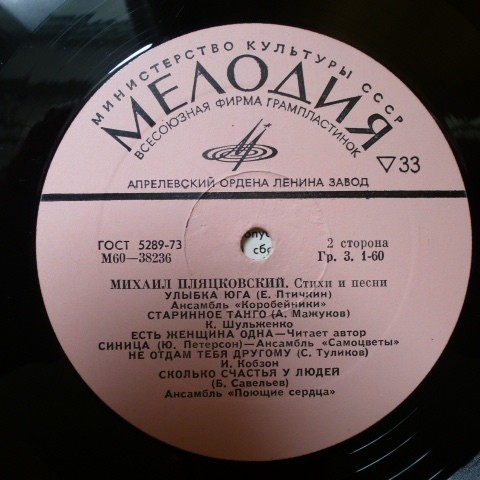 МИНИСТЕРСТВО КУЛЬТУРЫ СССР
МЕЛОДИЯ
ВСЕСОЮЗНАЯ ФИРМА ГРАМПЛАСТИНОК
▽33
АПРЕЛЕВСКИЙ ОРДЕНА ЛЕНИНА ЗАВОД
ГОСТ 5289-73
М60—38236
2 сторона
Гр. 3. 1-60
МИХАИЛ ПЛЯЦКОВСКИЙ. Стихи и песни
УЛЫБКА ЮГА (Е. Птичкин)
Ансамбль «Коробейники»
СТАРИННОЕ ТАНГО (А. Мажуков)
К. Шульженко
ЕСТЬ ЖЕНЩИНА ОДНА—Читает автор
СИНИЦА (Ю. Петерсон)—Ансамбль «Самоцветы»
НЕ ОТДАМ ТЕБЯ ДРУГОМУ (С. Туликов)
И. Кобзон
СКОЛЬКО СЧАСТЬЯ У ЛЮДЕЙ
(Б. Савельев)
Ансамбль «Поющие сердца»